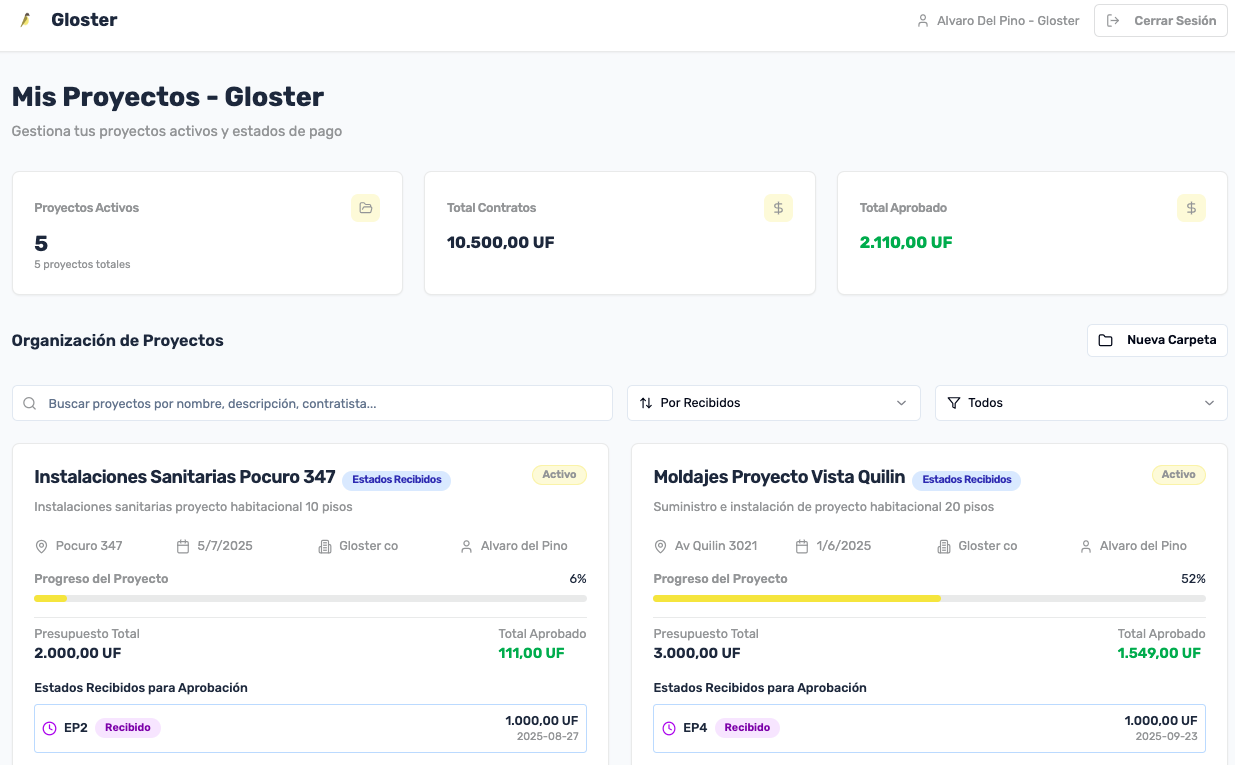 Gloster
Alvaro Del Pino - Gloster
Cerrar Sesión
Mis Proyectos - Gloster
Gestiona tus proyectos activos y estados de pago
Proyectos Activos
5
5 proyectos totales
Total Contratos
10.500,00 UF
Total Aprobado
2.110,00 UF
Organización de Proyectos
Nueva Carpeta
Buscar proyectos por nombre, descripción, contratista...
Por Recibidos
Todos
Instalaciones Sanitarias Pocuro 347 Estados Recibidos
Activo
Instalaciones sanitarias proyecto habitacional 10 pisos
Pocuro 347 5/7/2025 Gloster co Alvaro del Pino
Progreso del Proyecto 6%
Presupuesto Total Total Aprobado
2.000,00 UF 111,00 UF
Estados Recibidos para Aprobación
EP2 Recibido 1.000,00 UF
2025-08-27
Moldajes Proyecto Vista Quilin Estados Recibidos
Activo
Suministro e instalación de proyecto habitacional 20 pisos
Av Quilin 3021 1/6/2025 Gloster co Alvaro del Pino
Progreso del Proyecto 52%
Presupuesto Total Total Aprobado
3.000,00 UF 1.549,00 UF
Estados Recibidos para Aprobación
EP4 Recibido 1.000,00 UF
2025-09-23